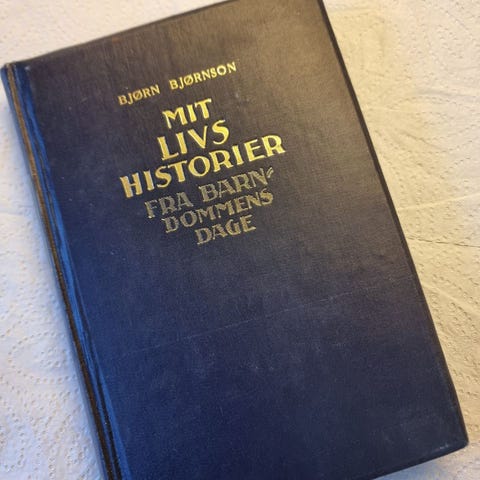 BJØRN BJØRNSON
MIT
LIVS
HISTORIER
FRA BARN-
DOMMENS
DAGE